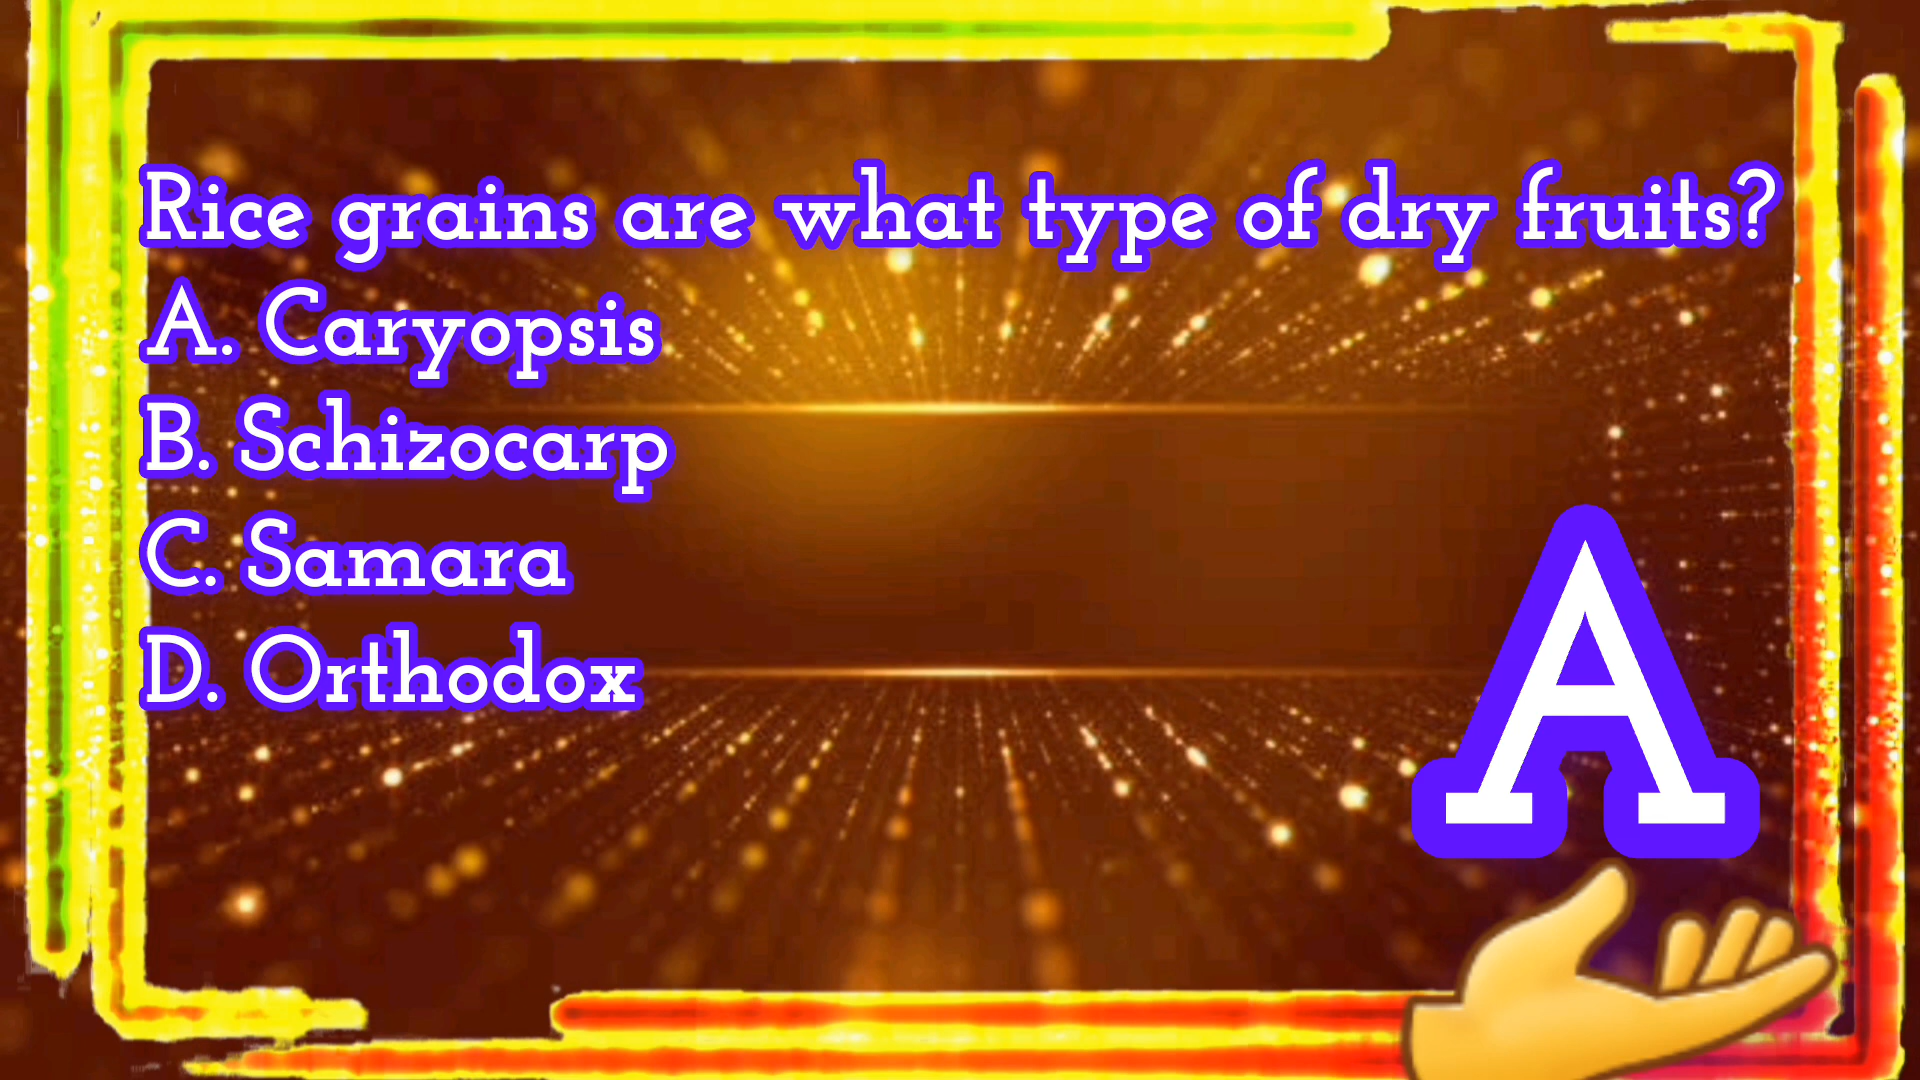 Rice grains are what type of dry fruits?
A. Caryopsis
B. Schizocarp
C. Samara
D. Orthodox
A